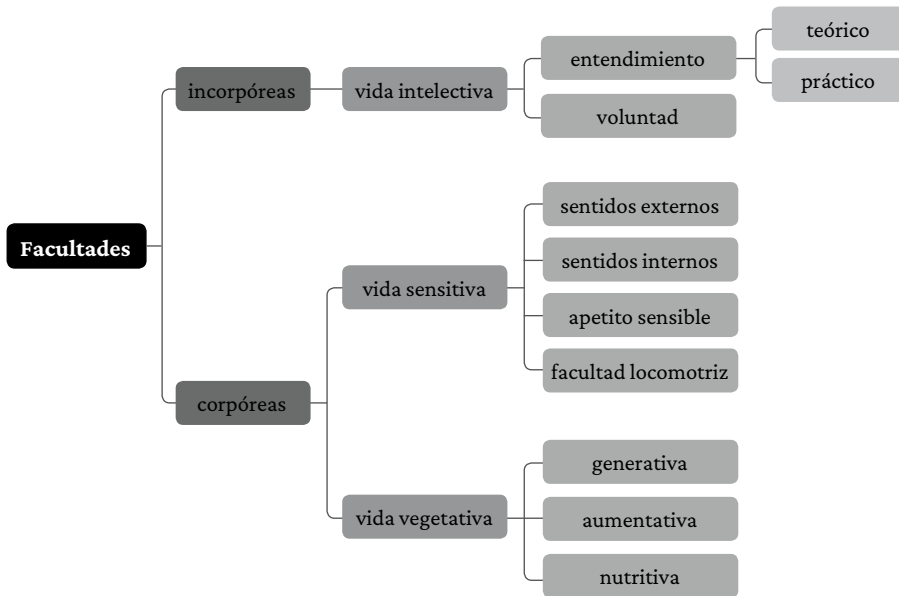 Facultades
incorpóreas
vida intelectiva
entendimiento
teórico
práctico
voluntad
corpóreas
vida sensitiva
sentidos externos
sentidos internos
apetito sensible
facultad locomotriz
vida vegetativa
generativa
aumentativa
nutritiva